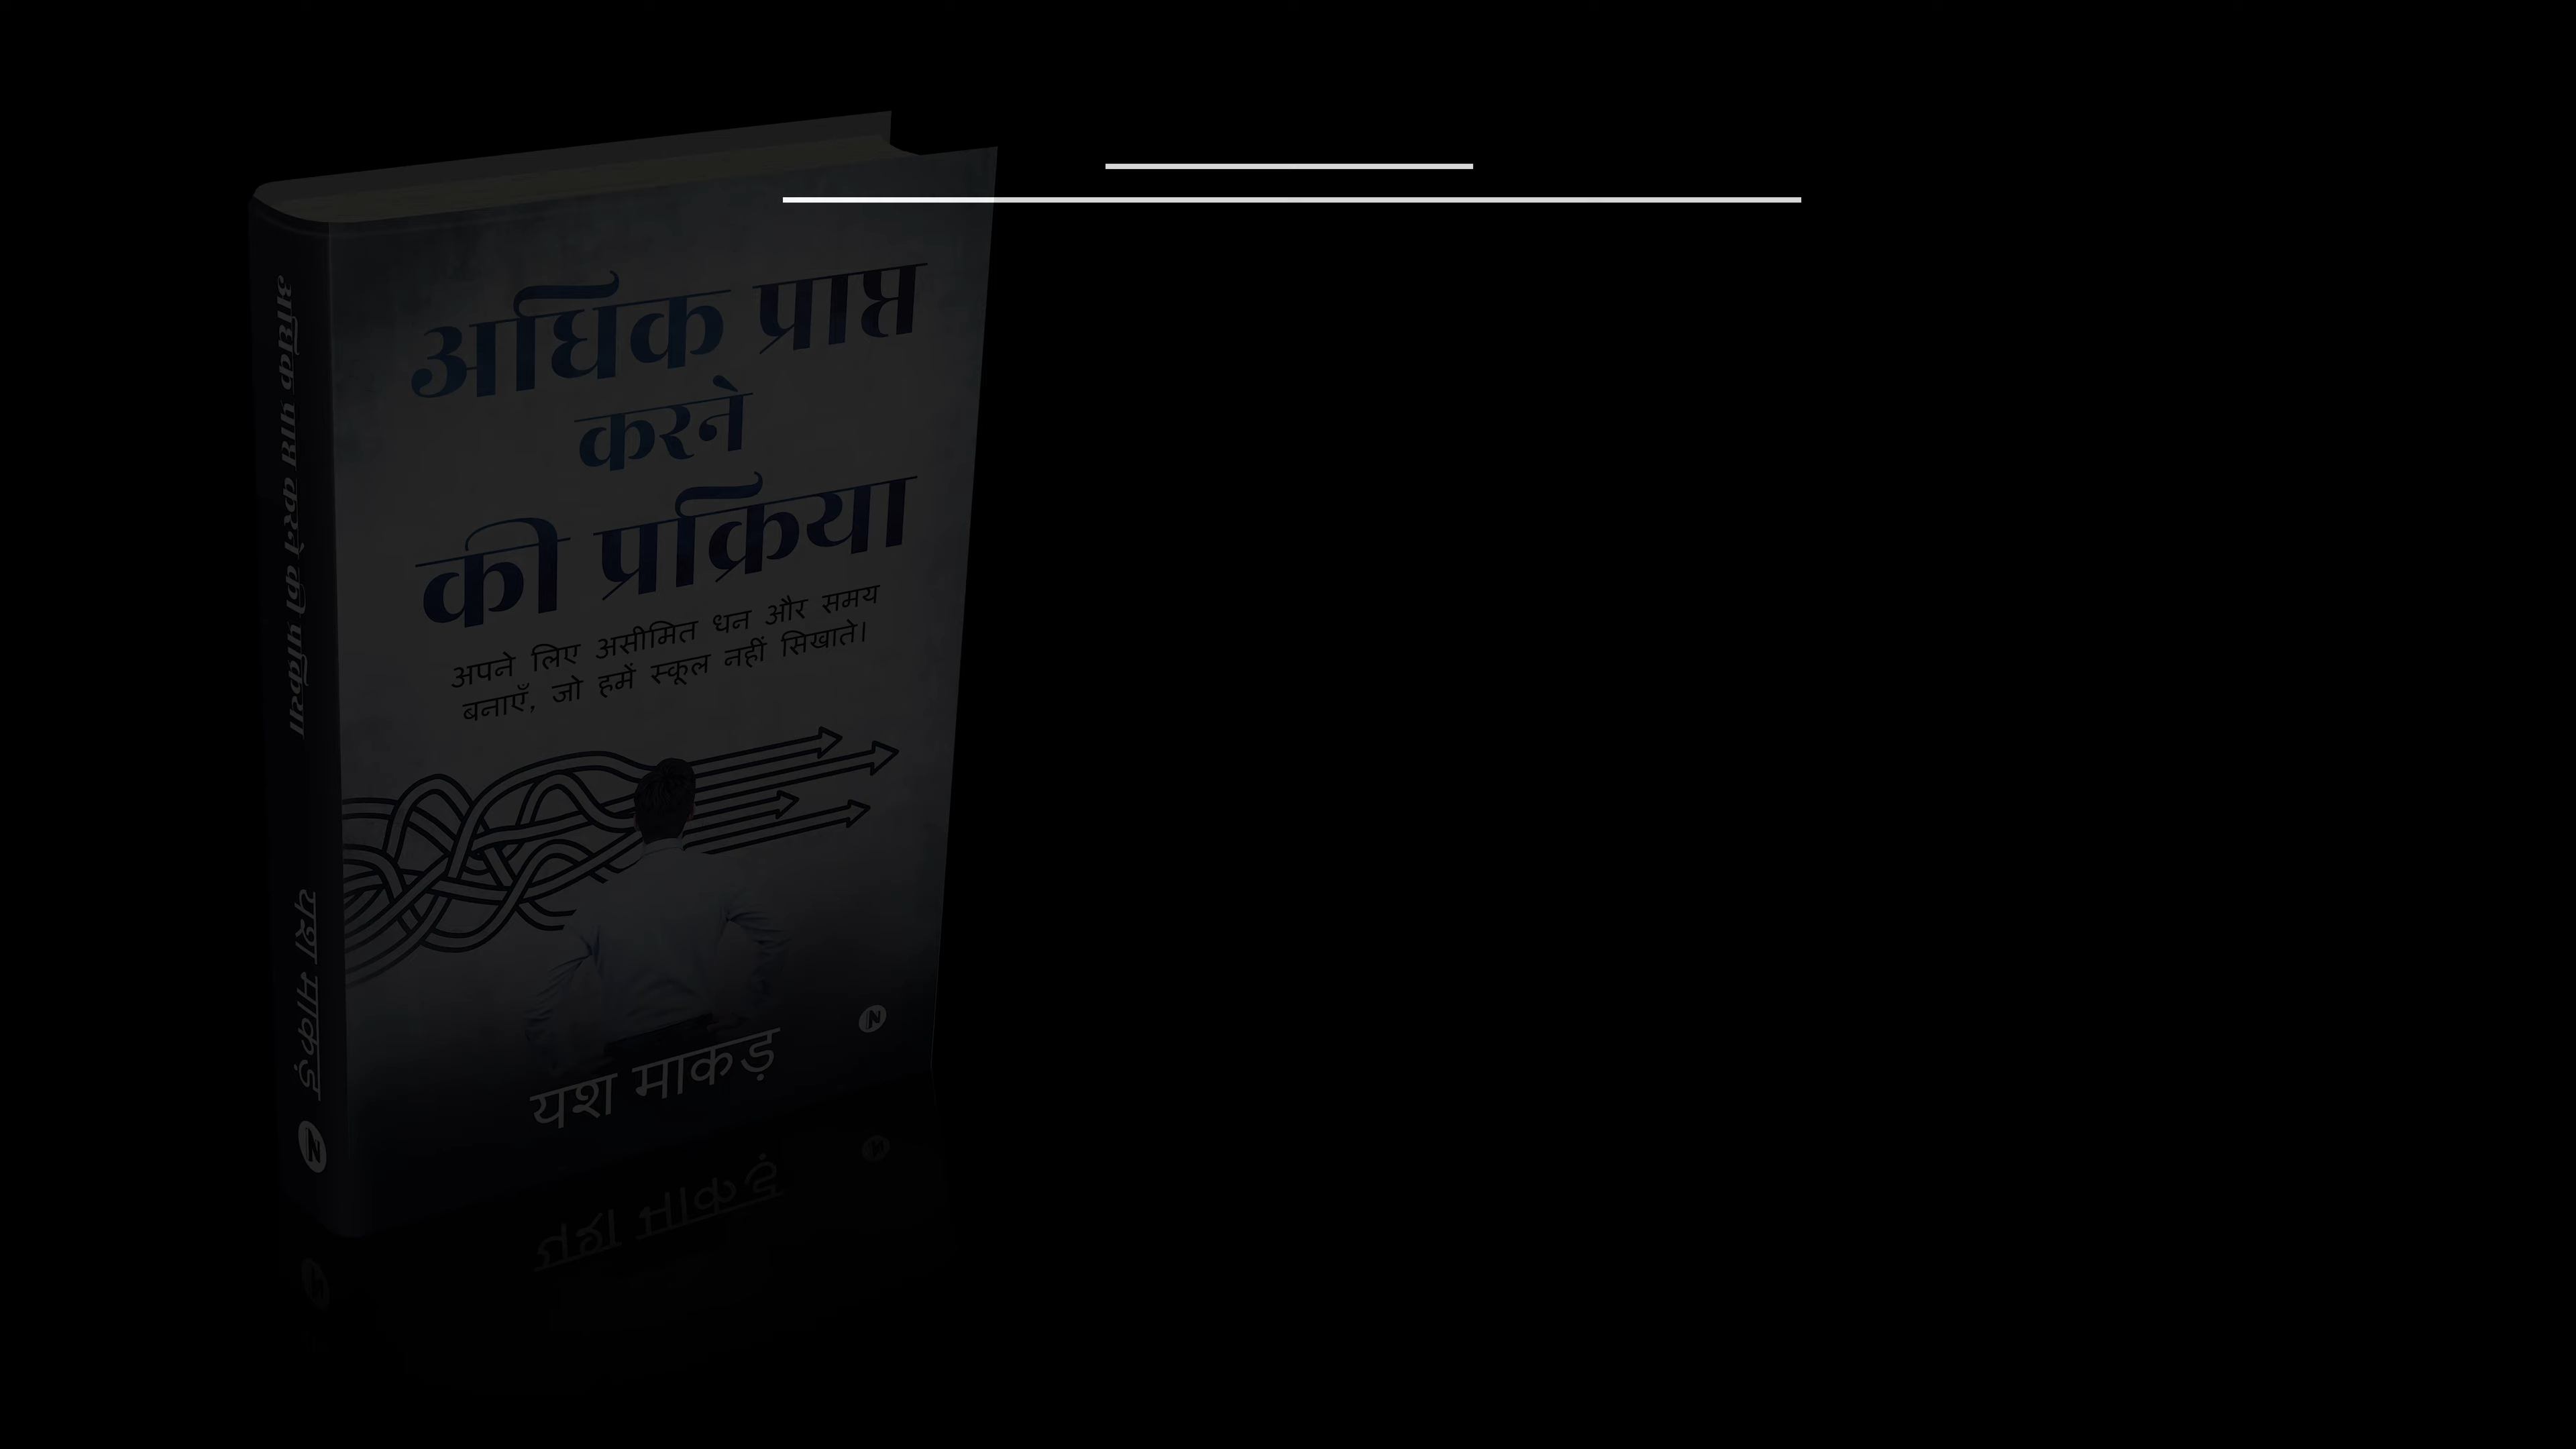 अधिक प्राप्त
करने
की प्रक्रिया
अपने लिए असीमित धन और समय
बनाएँ, जो हमें स्कूल नहीं सिखाते।
यश माकड़
N
अधिक प्राप्त करने की प्रक्रिया
यश माकड़
N